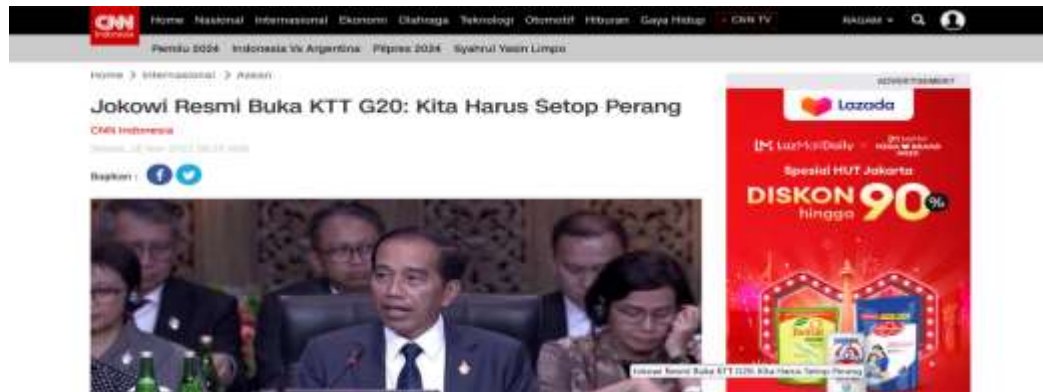 CNN
Indonesia
Home Nasional Internasional Ekonomi Olahraga Teknologi Otomotif Hiburan Gaya Hidup CNN TV
RAGAM
Pemilu 2024 Indonesia Vs Argentina Pilpres 2024 Syahrul Yasin Limpo
Home > Internasional > Asean
Jokowi Resmi Buka KTT G20: Kita Harus Setop Perang
CNN Indonesia
Bagikan :
ADVERTISEMENT
Lazada
Spesial HUT Jakarta
DISKON
hingga
90%
Jokowi Resmi Buka KTT G20: Kita Harus Setop Perang